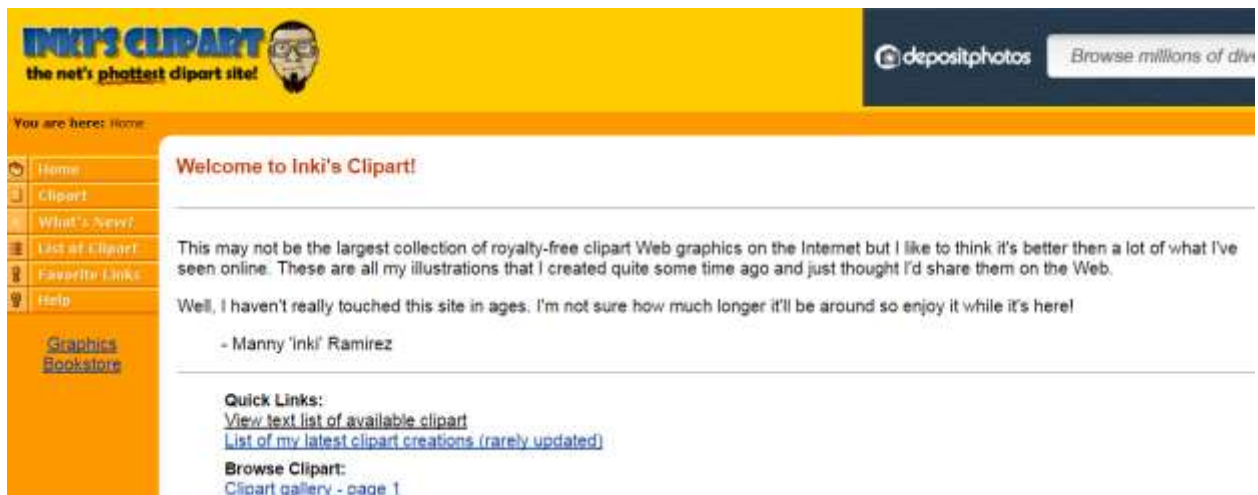 INKI'S CLIPART
the net's phattest clipart site!
depositphotos
Browse millions of dive
You are here: Home
Home
Clipart
What's New?
List of Clipart
Favorite Links
Help
Graphics
Bookstore
Welcome to Inki's Clipart!
This may not be the largest collection of royalty-free clipart Web graphics on the Internet but I like to think it's better then a lot of what I've
seen online. These are all my illustrations that I created quite some time ago and just thought I'd share them on the Web.
Well, I haven't really touched this site in ages. I'm not sure how much longer it'll be around so enjoy it while it's here!
- Manny 'inki' Ramirez
Quick Links:
View text list of available clipart
List of my latest clipart creations (rarely updated)
Browse Clipart:
Clipart gallery - page 1